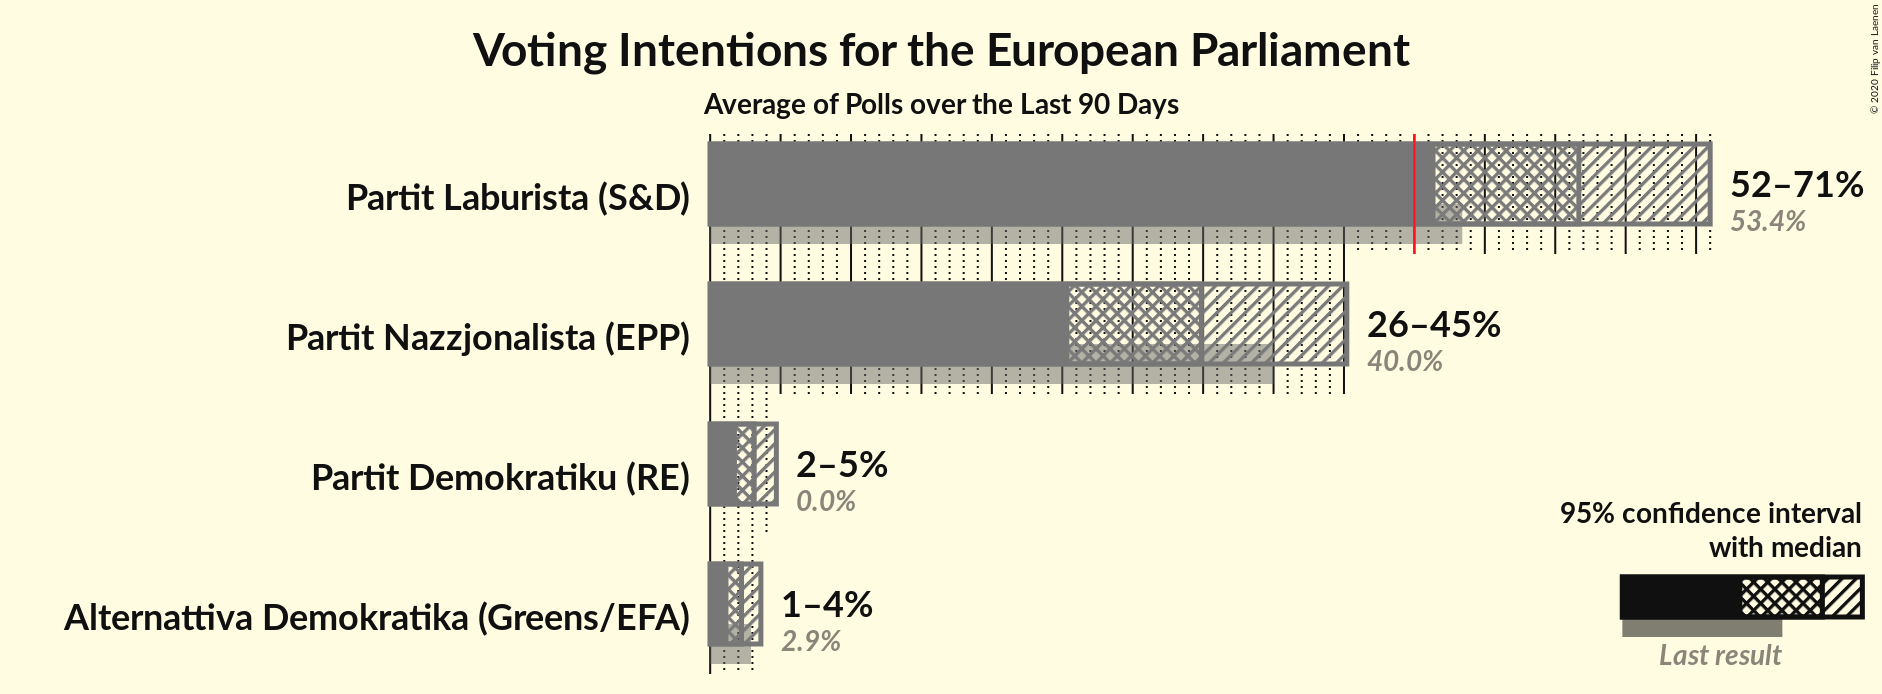 Voting Intentions for the European Parliament
Average of Polls over the Last 90 Days
© 2020 Filip van Laenen
Partit Laburista (S&D)
52–71%
53.4%
Partit Nazzjonalista (EPP)
26–45%
40.0%
Partit Demokratiku (RE)
2–5%
0.0%
Alternattiva Demokratika (Greens/EFA)
1–4%
2.9%
95% confidence interval
with median
Last result